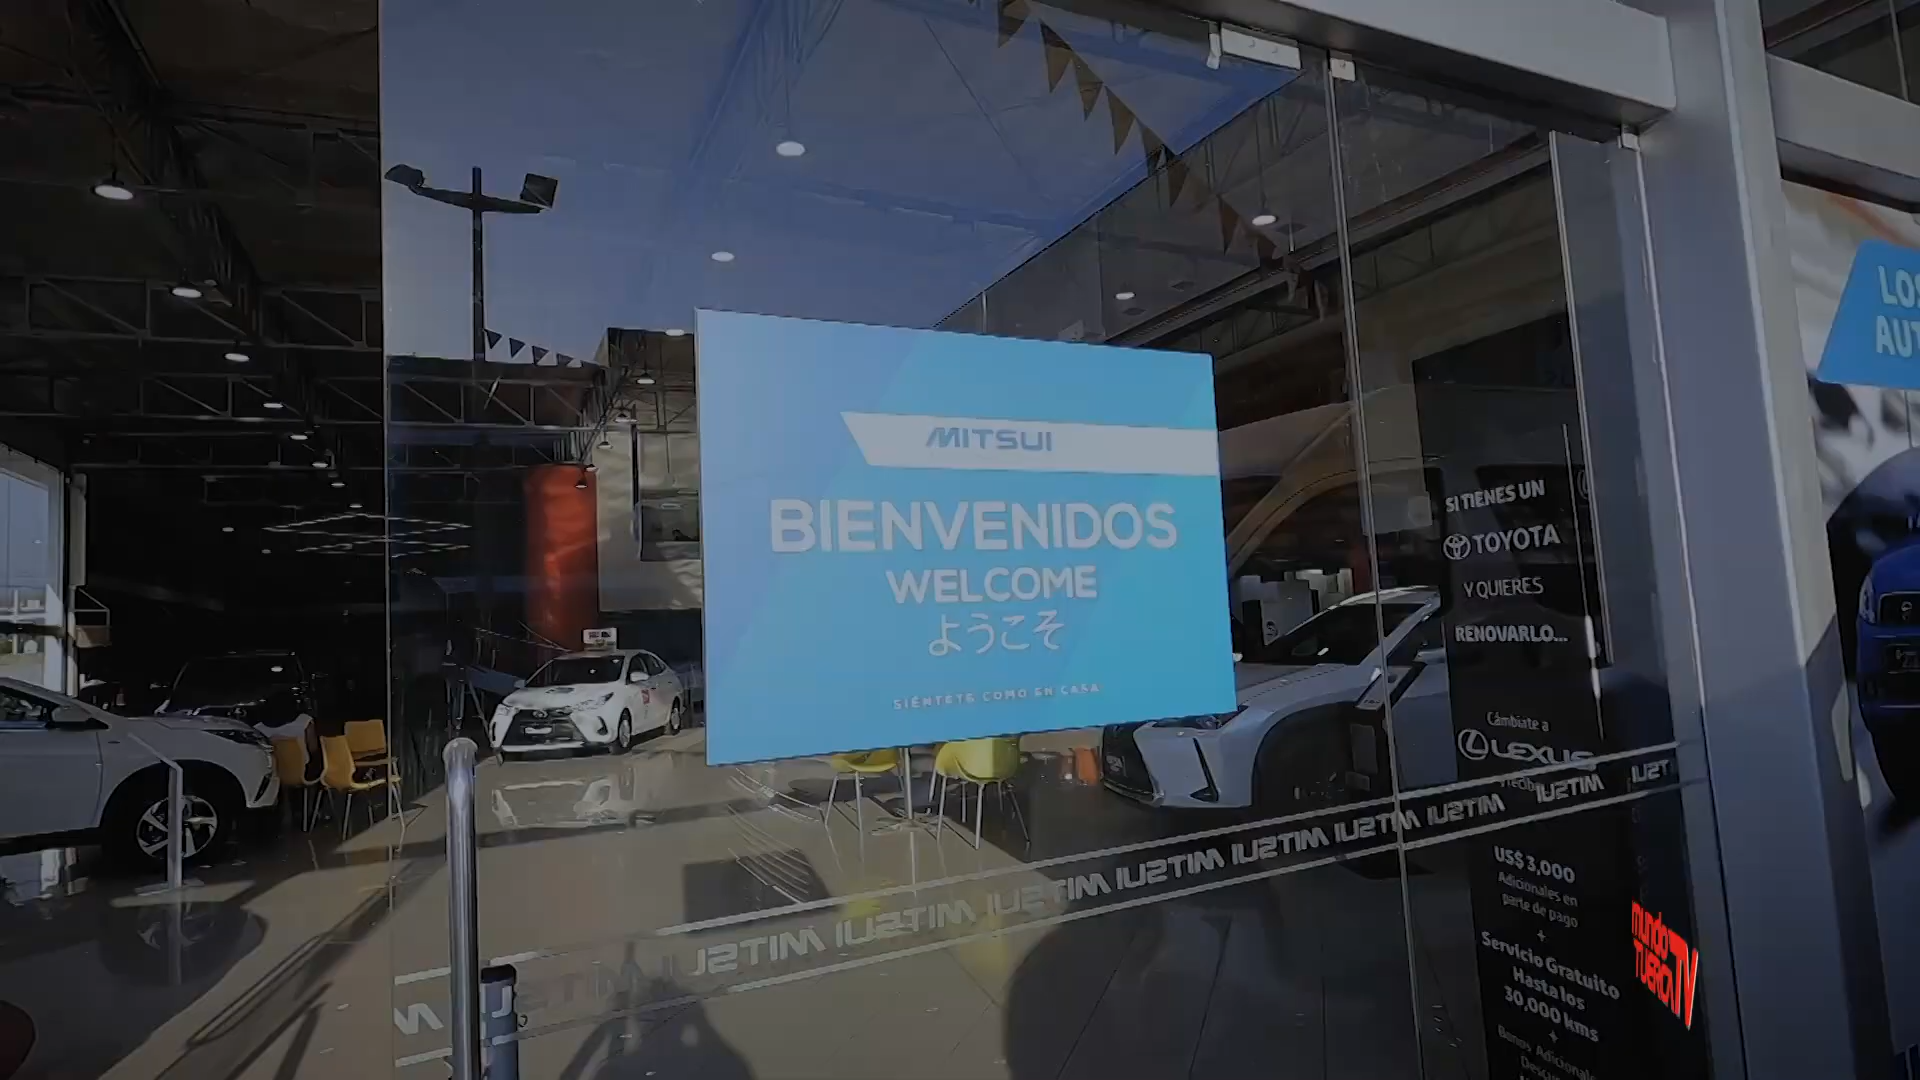 MITSUI
BIENVENIDOS
WELCOME
ようこそ
SIÉNTETE COMO EN CASA
SI TIENES UN
TOYOTA
Y QUIERES
RENOVARLO...
Cámbiate a
LEXUS
US$ 3,000
Adicionales en
parte de pago
+
Servicio Gratuito
Hasta los
30,000 kms
+
MITSUI MITSUI MITSUI MITSUI MITSUI MITSUI MITSUI
mundo
TUERCA TV